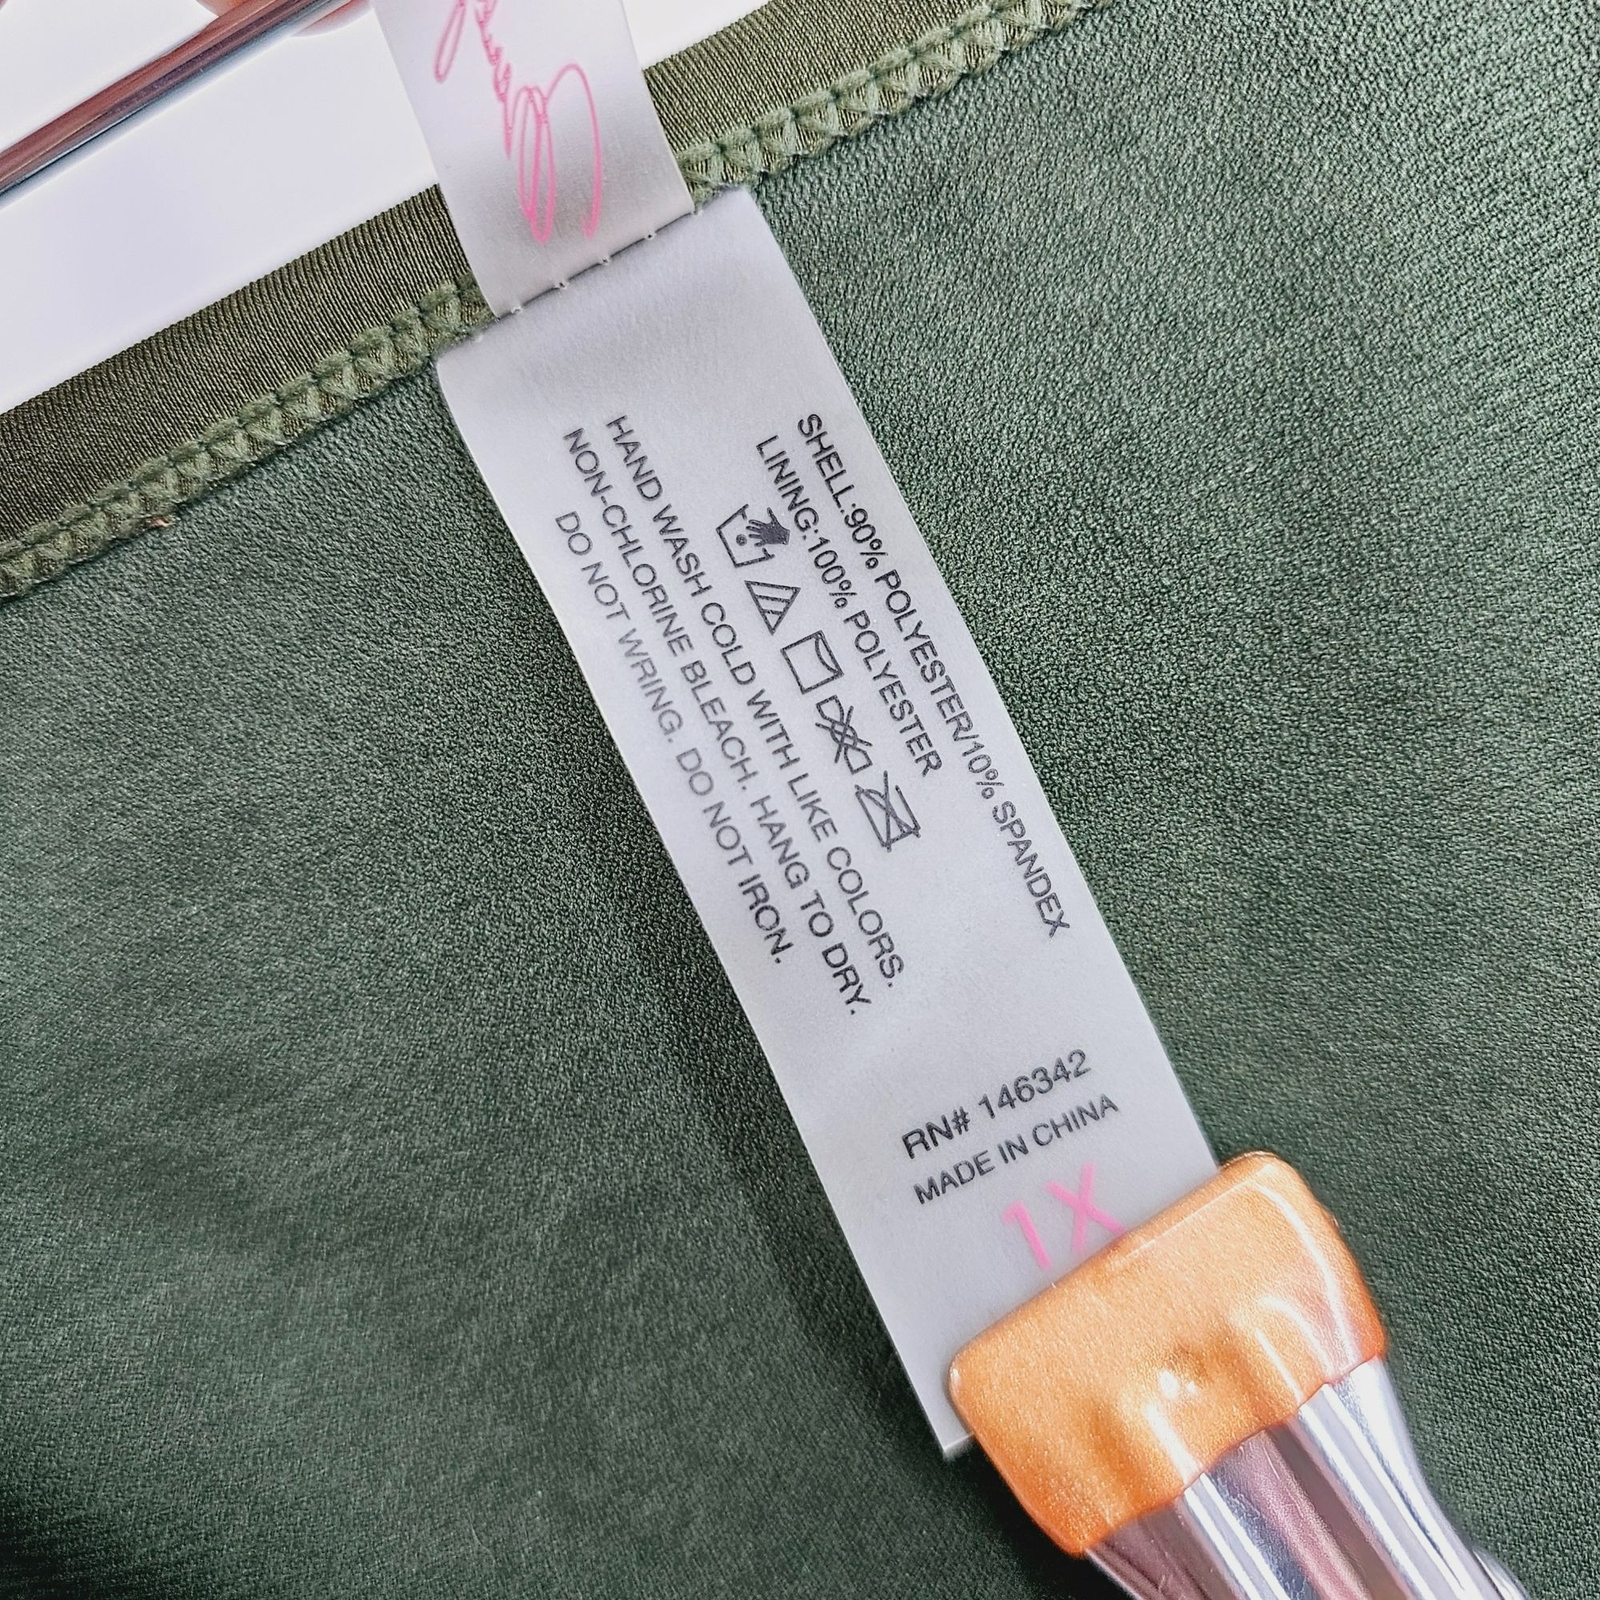 SHELL:90% POLYESTER/10% SPANDEX
LINING:100% POLYESTER
HAND WASH COLD WITH LIKE COLORS.
NON-CHLORINE BLEACH. HANG TO DRY.
DO NOT WRING. DO NOT IRON.
RN# 146342
MADE IN CHINA
1X